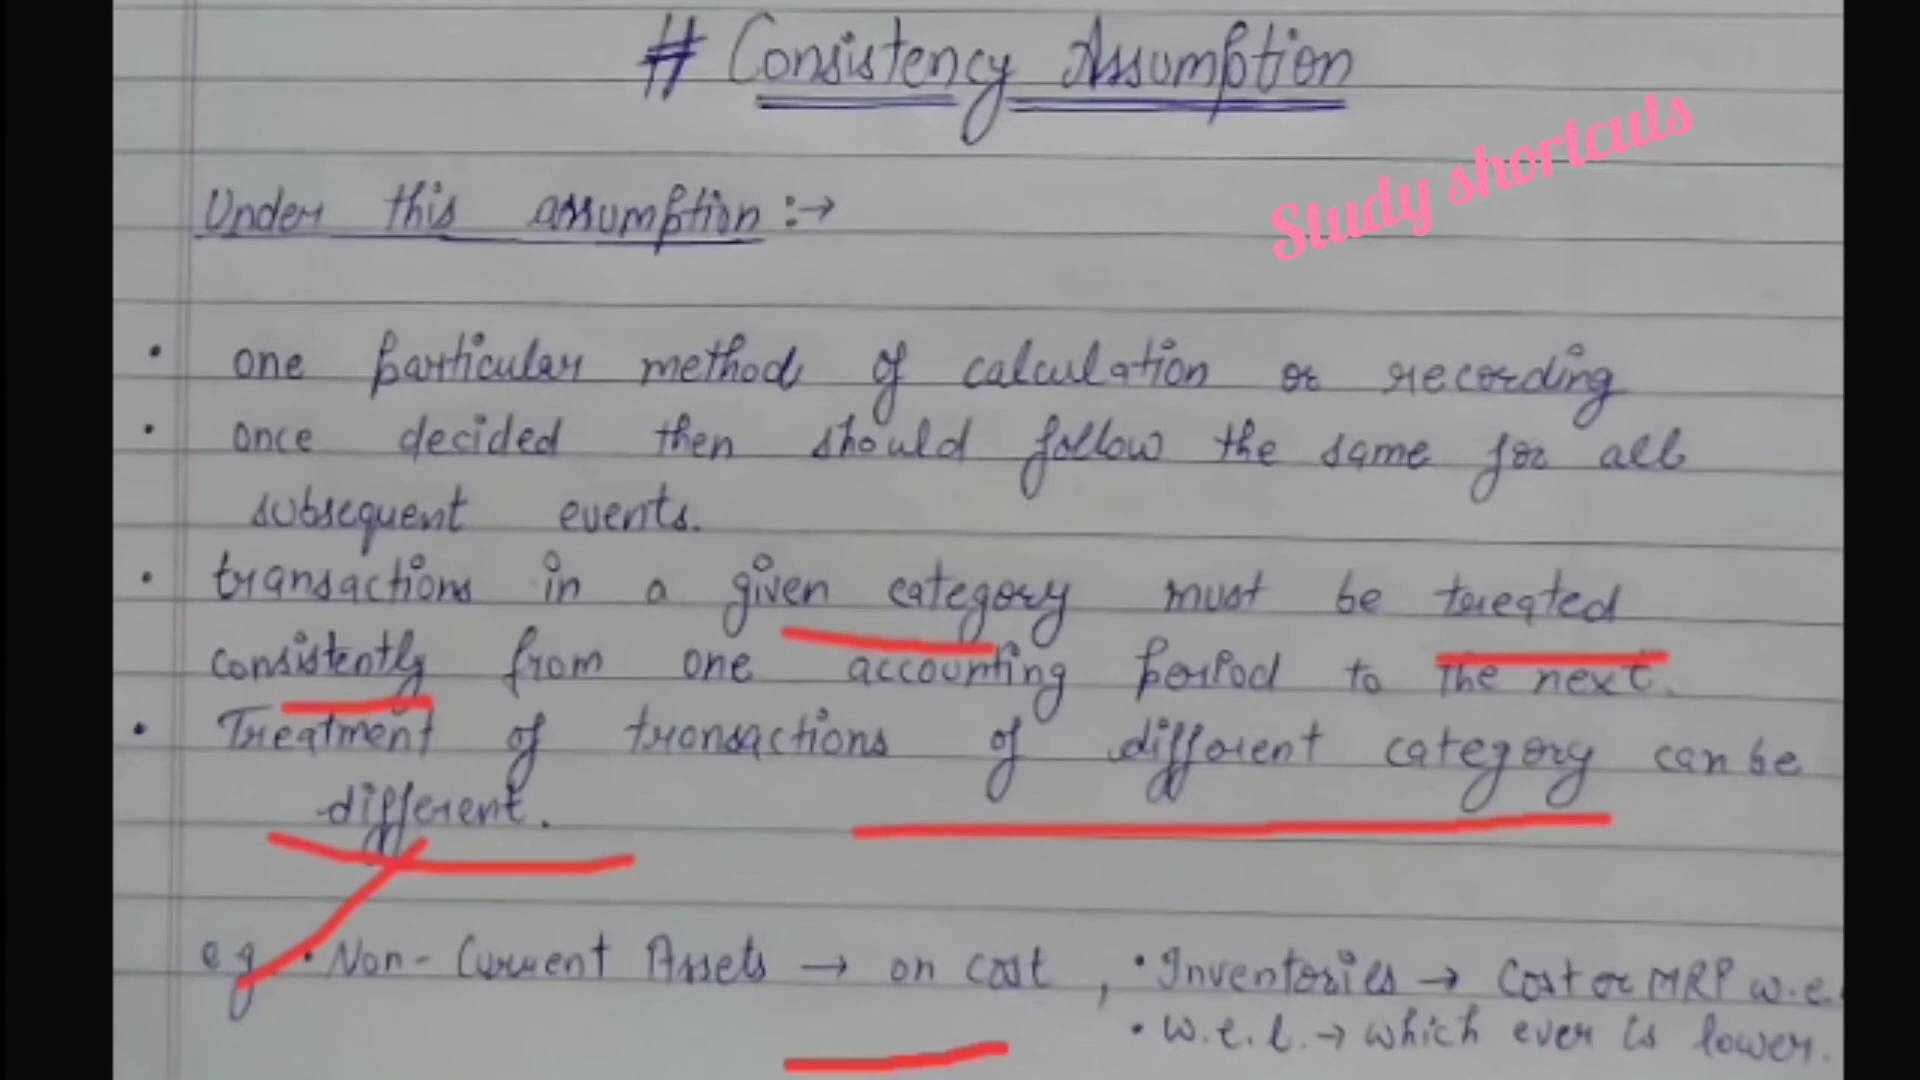 # Consistency Assumption
Study shortcuts
Under this assumption :→
• one particular method of calculation or recording
• once decided then should follow the same for all
subsequent events.
• transactions in a given category must be treated
consistently from one accounting period to the next.
• Treatment of transactions of different category can be
different.
eg. • Non-Current Assets → on cost , • Inventories → Cost or MRP w.e.
• w.e.l. → which ever is lower.